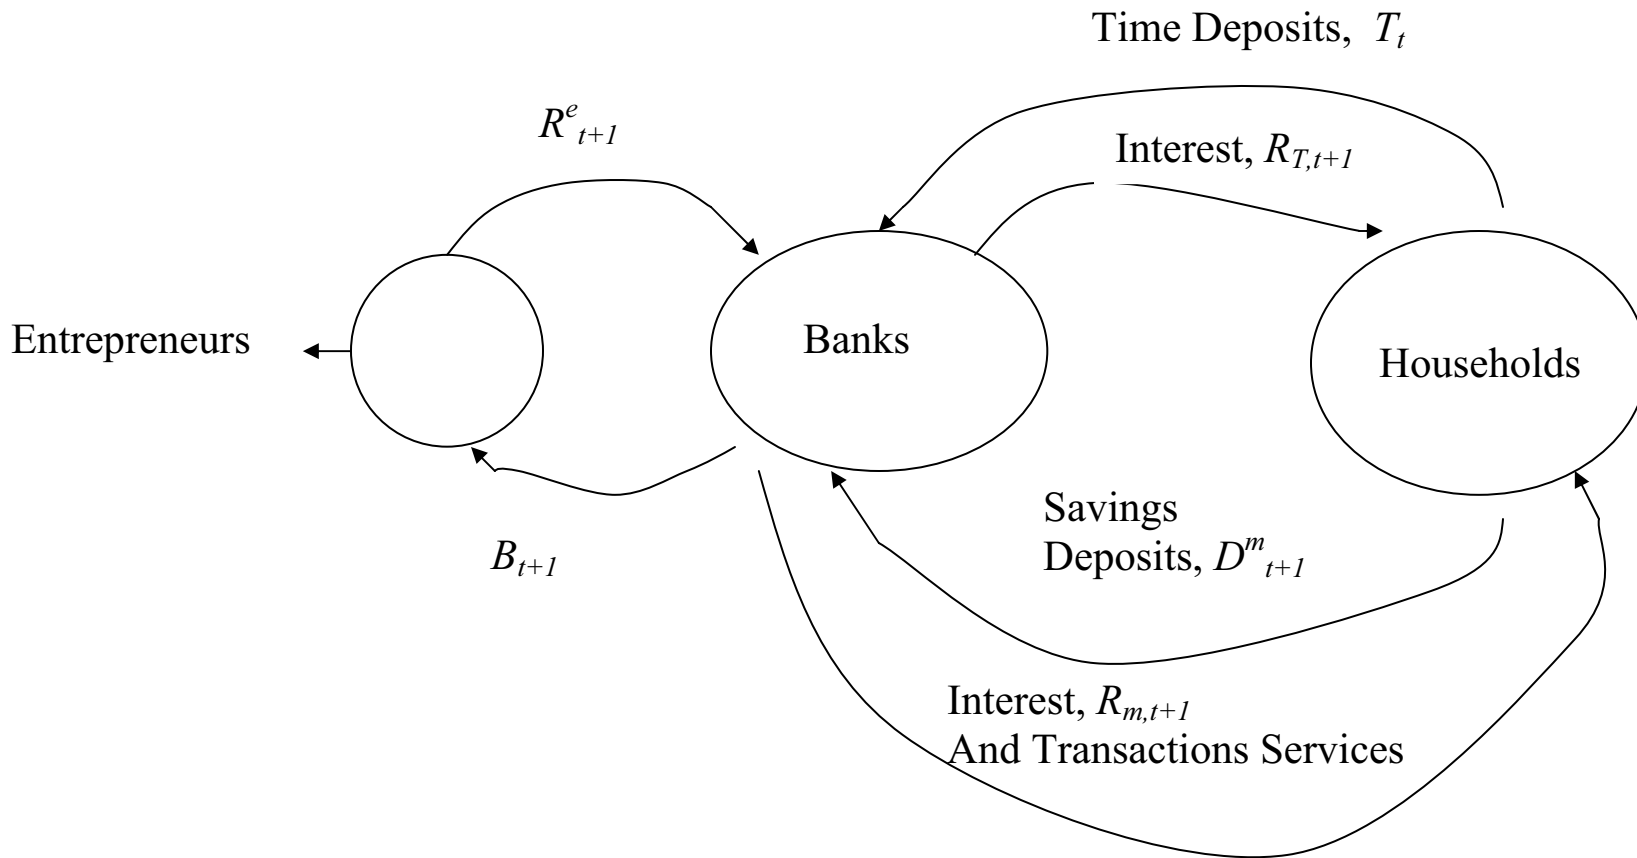 Time Deposits, T_t
R^e_{t+1}
Interest, R_{T,t+1}
Entrepreneurs
Banks
Households
Savings
Deposits, D^m_{t+1}
B_{t+1}
Interest, R_{m,t+1}
And Transactions Services